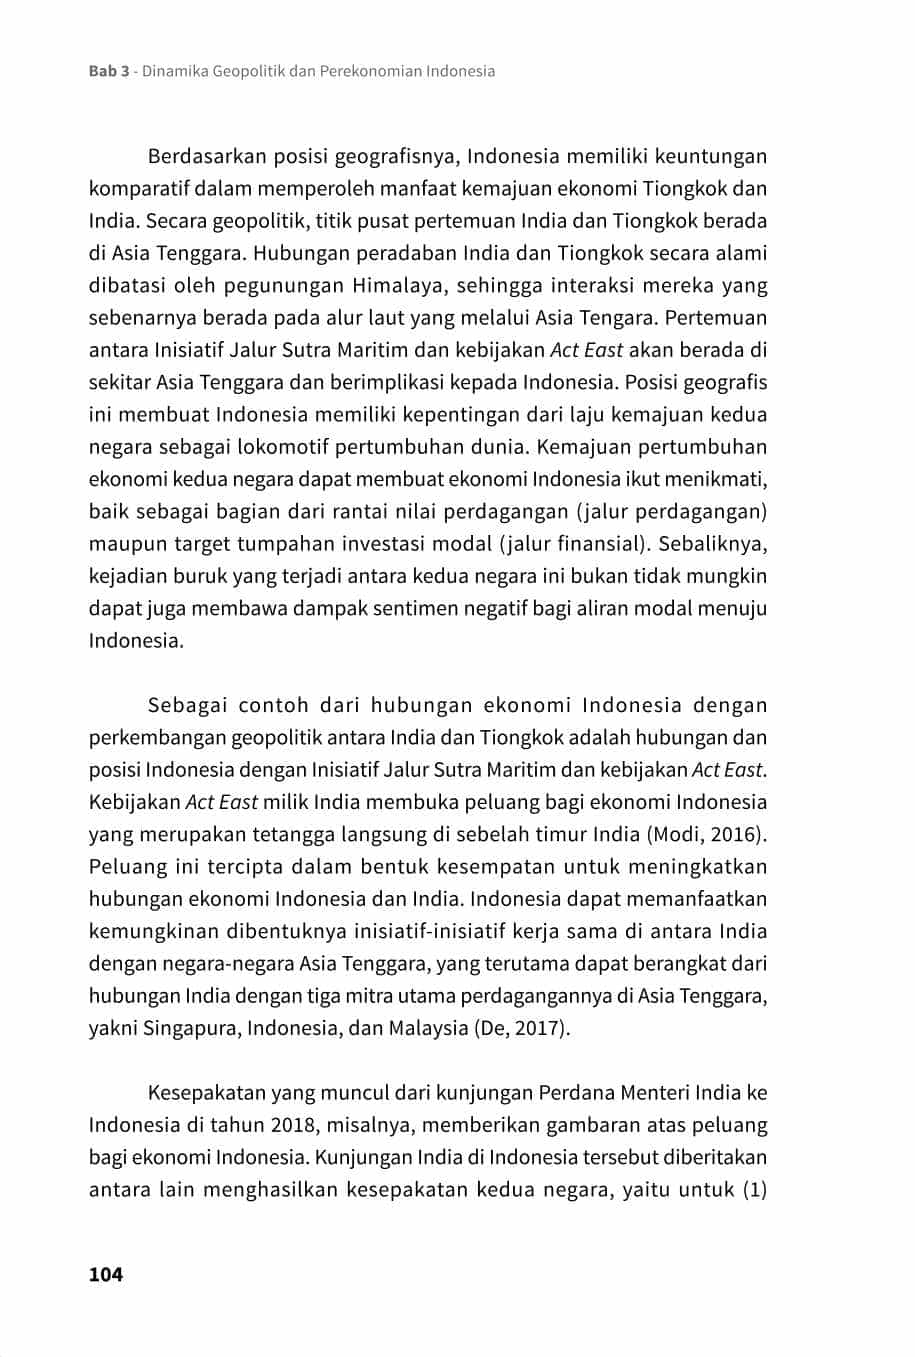 Bab 3 - Dinamika Geopolitik dan Perekonomian Indonesia
Berdasarkan posisi geografisnya, Indonesia memiliki keuntungan
komparatif dalam memperoleh manfaat kemajuan ekonomi Tiongkok dan
India. Secara geopolitik, titik pusat pertemuan India dan Tiongkok berada
di Asia Tenggara. Hubungan peradaban India dan Tiongkok secara alami
dibatasi oleh pegunungan Himalaya, sehingga interaksi mereka yang
sebenarnya berada pada alur laut yang melalui Asia Tengara. Pertemuan
antara Inisiatif Jalur Sutra Maritim dan kebijakan Act East akan berada di
sekitar Asia Tenggara dan berimplikasi kepada Indonesia. Posisi geografis
ini membuat Indonesia memiliki kepentingan dari laju kemajuan kedua
negara sebagai lokomotif pertumbuhan dunia. Kemajuan pertumbuhan
ekonomi kedua negara dapat membuat ekonomi Indonesia ikut menikmati,
baik sebagai bagian dari rantai nilai perdagangan (jalur perdagangan)
maupun target tumpahan investasi modal (jalur finansial). Sebaliknya,
kejadian buruk yang terjadi antara kedua negara ini bukan tidak mungkin
dapat juga membawa dampak sentimen negatif bagi aliran modal menuju
Indonesia.
Sebagai contoh dari hubungan ekonomi Indonesia dengan
perkembangan geopolitik antara India dan Tiongkok adalah hubungan dan
posisi Indonesia dengan Inisiatif Jalur Sutra Maritim dan kebijakan Act East.
Kebijakan Act East milik India membuka peluang bagi ekonomi Indonesia
yang merupakan tetangga langsung di sebelah timur India (Modi, 2016).
Peluang ini tercipta dalam bentuk kesempatan untuk meningkatkan
hubungan ekonomi Indonesia dan India. Indonesia dapat memanfaatkan
kemungkinan dibentuknya inisiatif-inisiatif kerja sama di antara India
dengan negara-negara Asia Tenggara, yang terutama dapat berangkat dari
hubungan India dengan tiga mitra utama perdagangannya di Asia Tenggara,
yakni Singapura, Indonesia, dan Malaysia (De, 2017).
Kesepakatan yang muncul dari kunjungan Perdana Menteri India ke
Indonesia di tahun 2018, misalnya, memberikan gambaran atas peluang
bagi ekonomi Indonesia. Kunjungan India di Indonesia tersebut diberitakan
antara lain menghasilkan kesepakatan kedua negara, yaitu untuk (1)
104